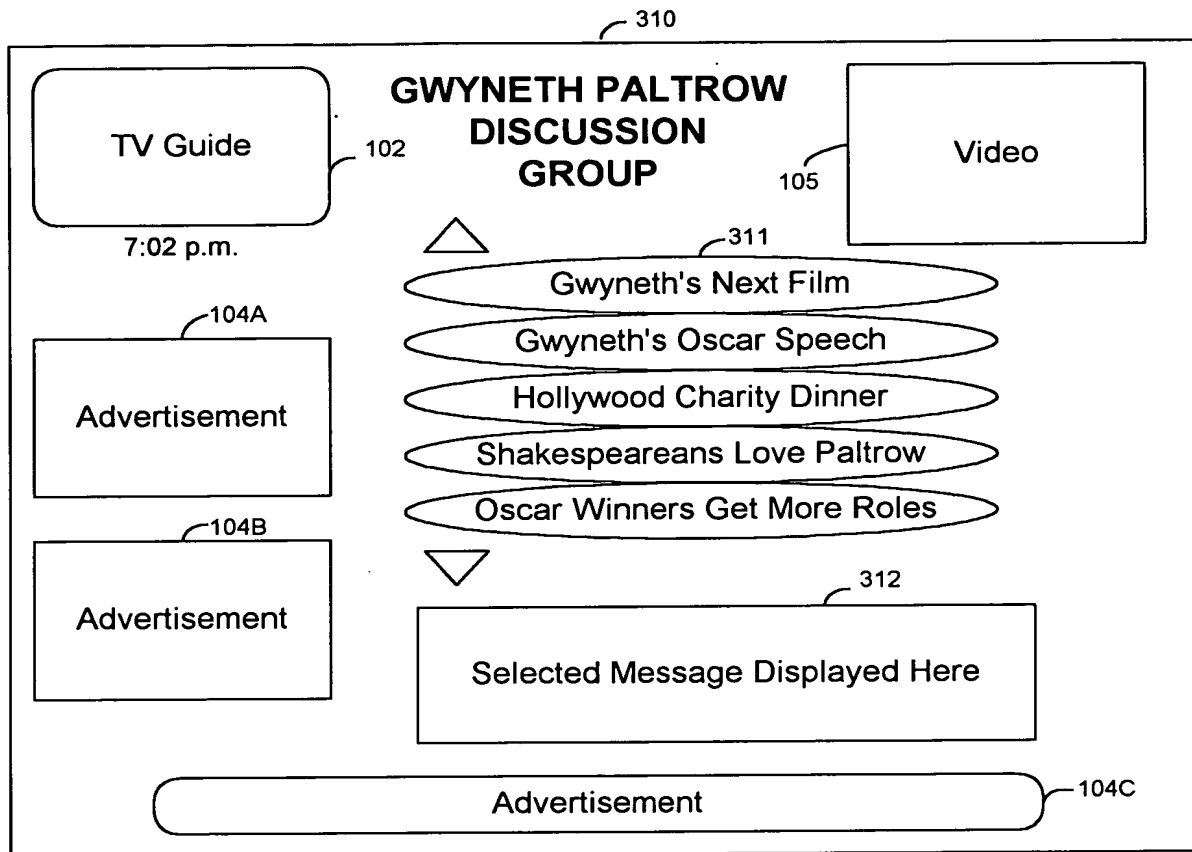 310
TV Guide
102
7:02 p.m.
GWYNETH PALTROW
DISCUSSION
GROUP
105
Video
311
Gwyneth's Next Film
Gwyneth's Oscar Speech
Hollywood Charity Dinner
Shakespeareans Love Paltrow
Oscar Winners Get More Roles
104A
Advertisement
104B
Advertisement
312
Selected Message Displayed Here
Advertisement
104C